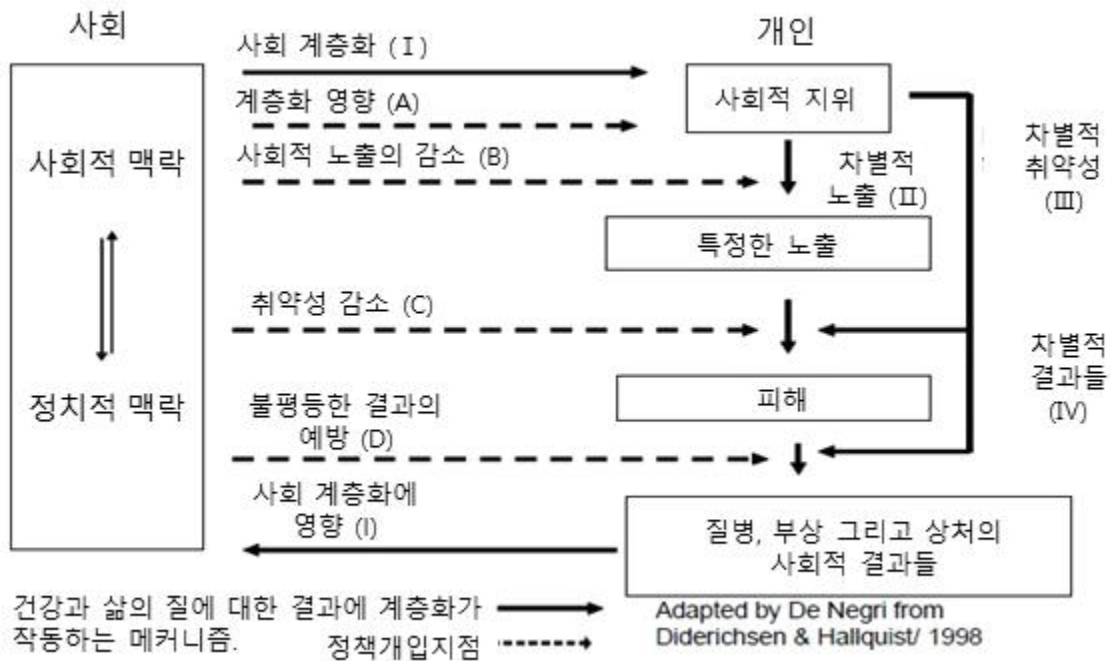 사회
개인
사회 계층화 (Ⅰ)
사회적 지위
계층화 영향 (A)
사회적 맥락
사회적 노출의 감소 (B)
차별적
노출 (Ⅱ)
차별적
취약성
(Ⅲ)
특정한 노출
취약성 감소 (C)
차별적
결과들
(Ⅳ)
정치적 맥락
피해
불평등한 결과의
예방 (D)
사회 계층화에
영향 (I)
질병, 부상 그리고 상처의
사회적 결과들
건강과 삶의 질에 대한 결과에 계층화가
작동하는 메커니즘.
정책개입지점
Adapted by De Negri from
Diderichsen & Hallquist/ 1998